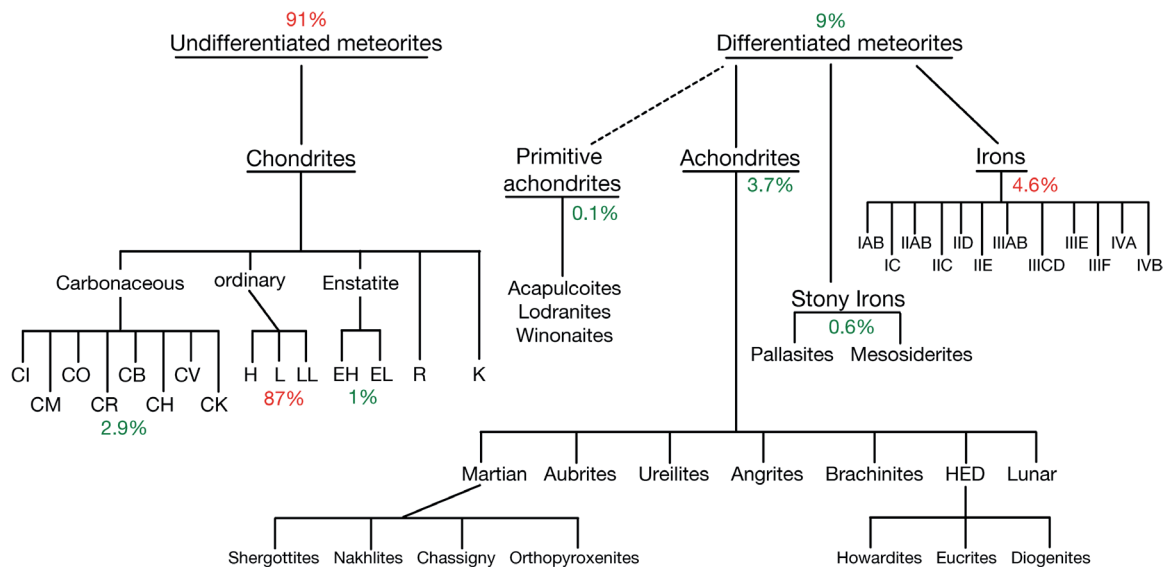 91%
Undifferentiated meteorites
9%
Differentiated meteorites
Chondrites
Primitive
achondrites
0.1%
Achondrites
3.7%
Irons
4.6%
IAB
IC
IIAB
IIC
IID
IIE
IIIAB
IIICD
IIIE
IIIF
IVA
IVB
Carbonaceous
ordinary
Enstatite
Acapulcoites
Lodranites
Winonaites
Stony Irons
0.6%
Pallasites
Mesosiderites
CI
CM
CO
CR
CB
CH
CV
CK
2.9%
H
L
LL
87%
EH
EL
1%
R
K
Martian
Aubrites
Ureilites
Angrites
Brachinites
HED
Lunar
Shergottites
Nakhlites
Chassigny
Orthopyroxenites
Howardites
Eucrites
Diogenites